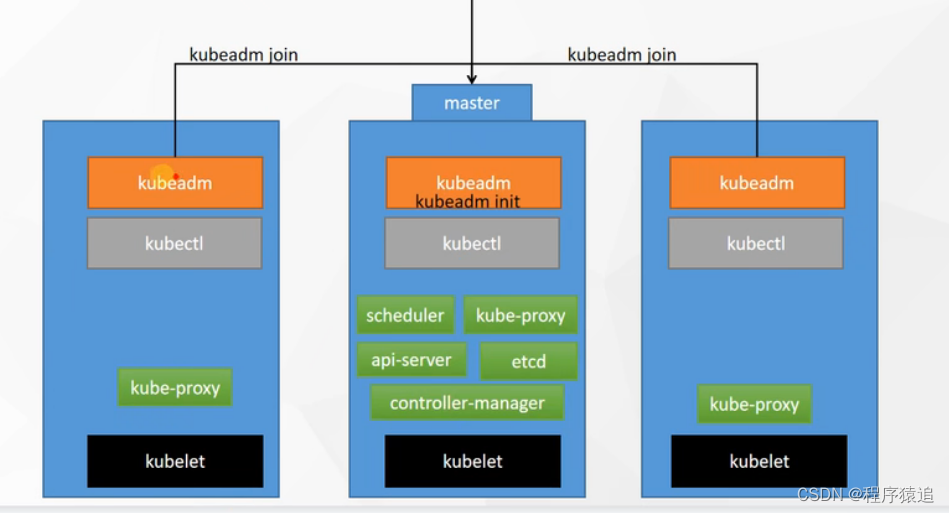 kubeadm join
kubeadm join
master
kubeadm
kubeadm
kubeadm init
kubeadm
kubectl
kubectl
kubectl
scheduler
kube-proxy
api-server
etcd
kube-proxy
controller-manager
kube-proxy
kubelet
kubelet
kubelet
CSDN @程序猿追